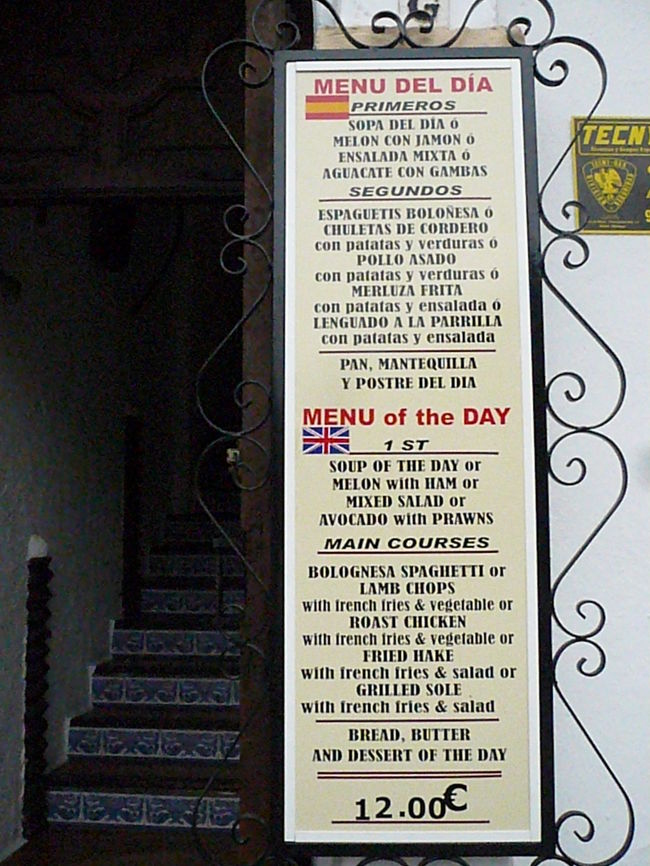 MENU DEL DÍA
PRIMEROS
SOPA DEL DÍA ó
MELON CON JAMON ó
ENSALADA MIXTA ó
AGUACATE CON GAMBAS
SEGUNDOS
ESPAGUETIS BOLOÑESA ó
CHULETAS DE CORDERO
con patatas y verduras ó
POLLO ASADO
con patatas y verduras ó
MERLUZA FRITA
con patatas y ensalada ó
LENGUADO A LA PARRILLA
con patatas y ensalada
PAN, MANTEQUILLA
Y POSTRE DEL DIA
MENU of the DAY
1 ST
SOUP OF THE DAY or
MELON with HAM or
MIXED SALAD or
AVOCADO with PRAWNS
MAIN COURSES
BOLOGNESA SPAGHETTI or
LAMB CHOPS
with french fries & vegetable or
ROAST CHICKEN
with french fries & vegetable or
FRIED HAKE
with french fries & salad or
GRILLED SOLE
with french fries & salad
BREAD, BUTTER
AND DESSERT OF THE DAY
12.00€
TECN